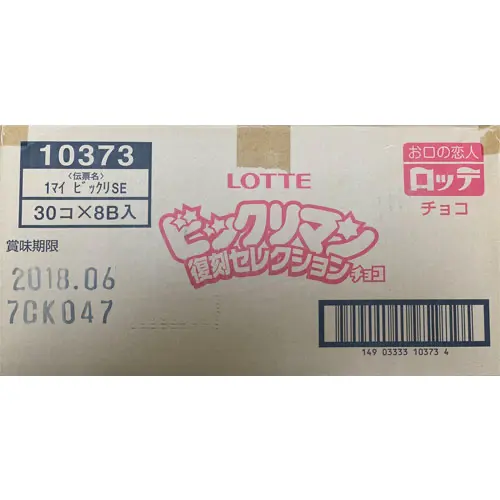 10373
〈伝票名〉
1マイ ビックリSE
30コ×8B入
賞味期限
2018.06
7CK047
LOTTE
ビックリマン
復刻セレクション チョコ
お口の恋人
ロッテ
チョコ
149 03333 10373 4